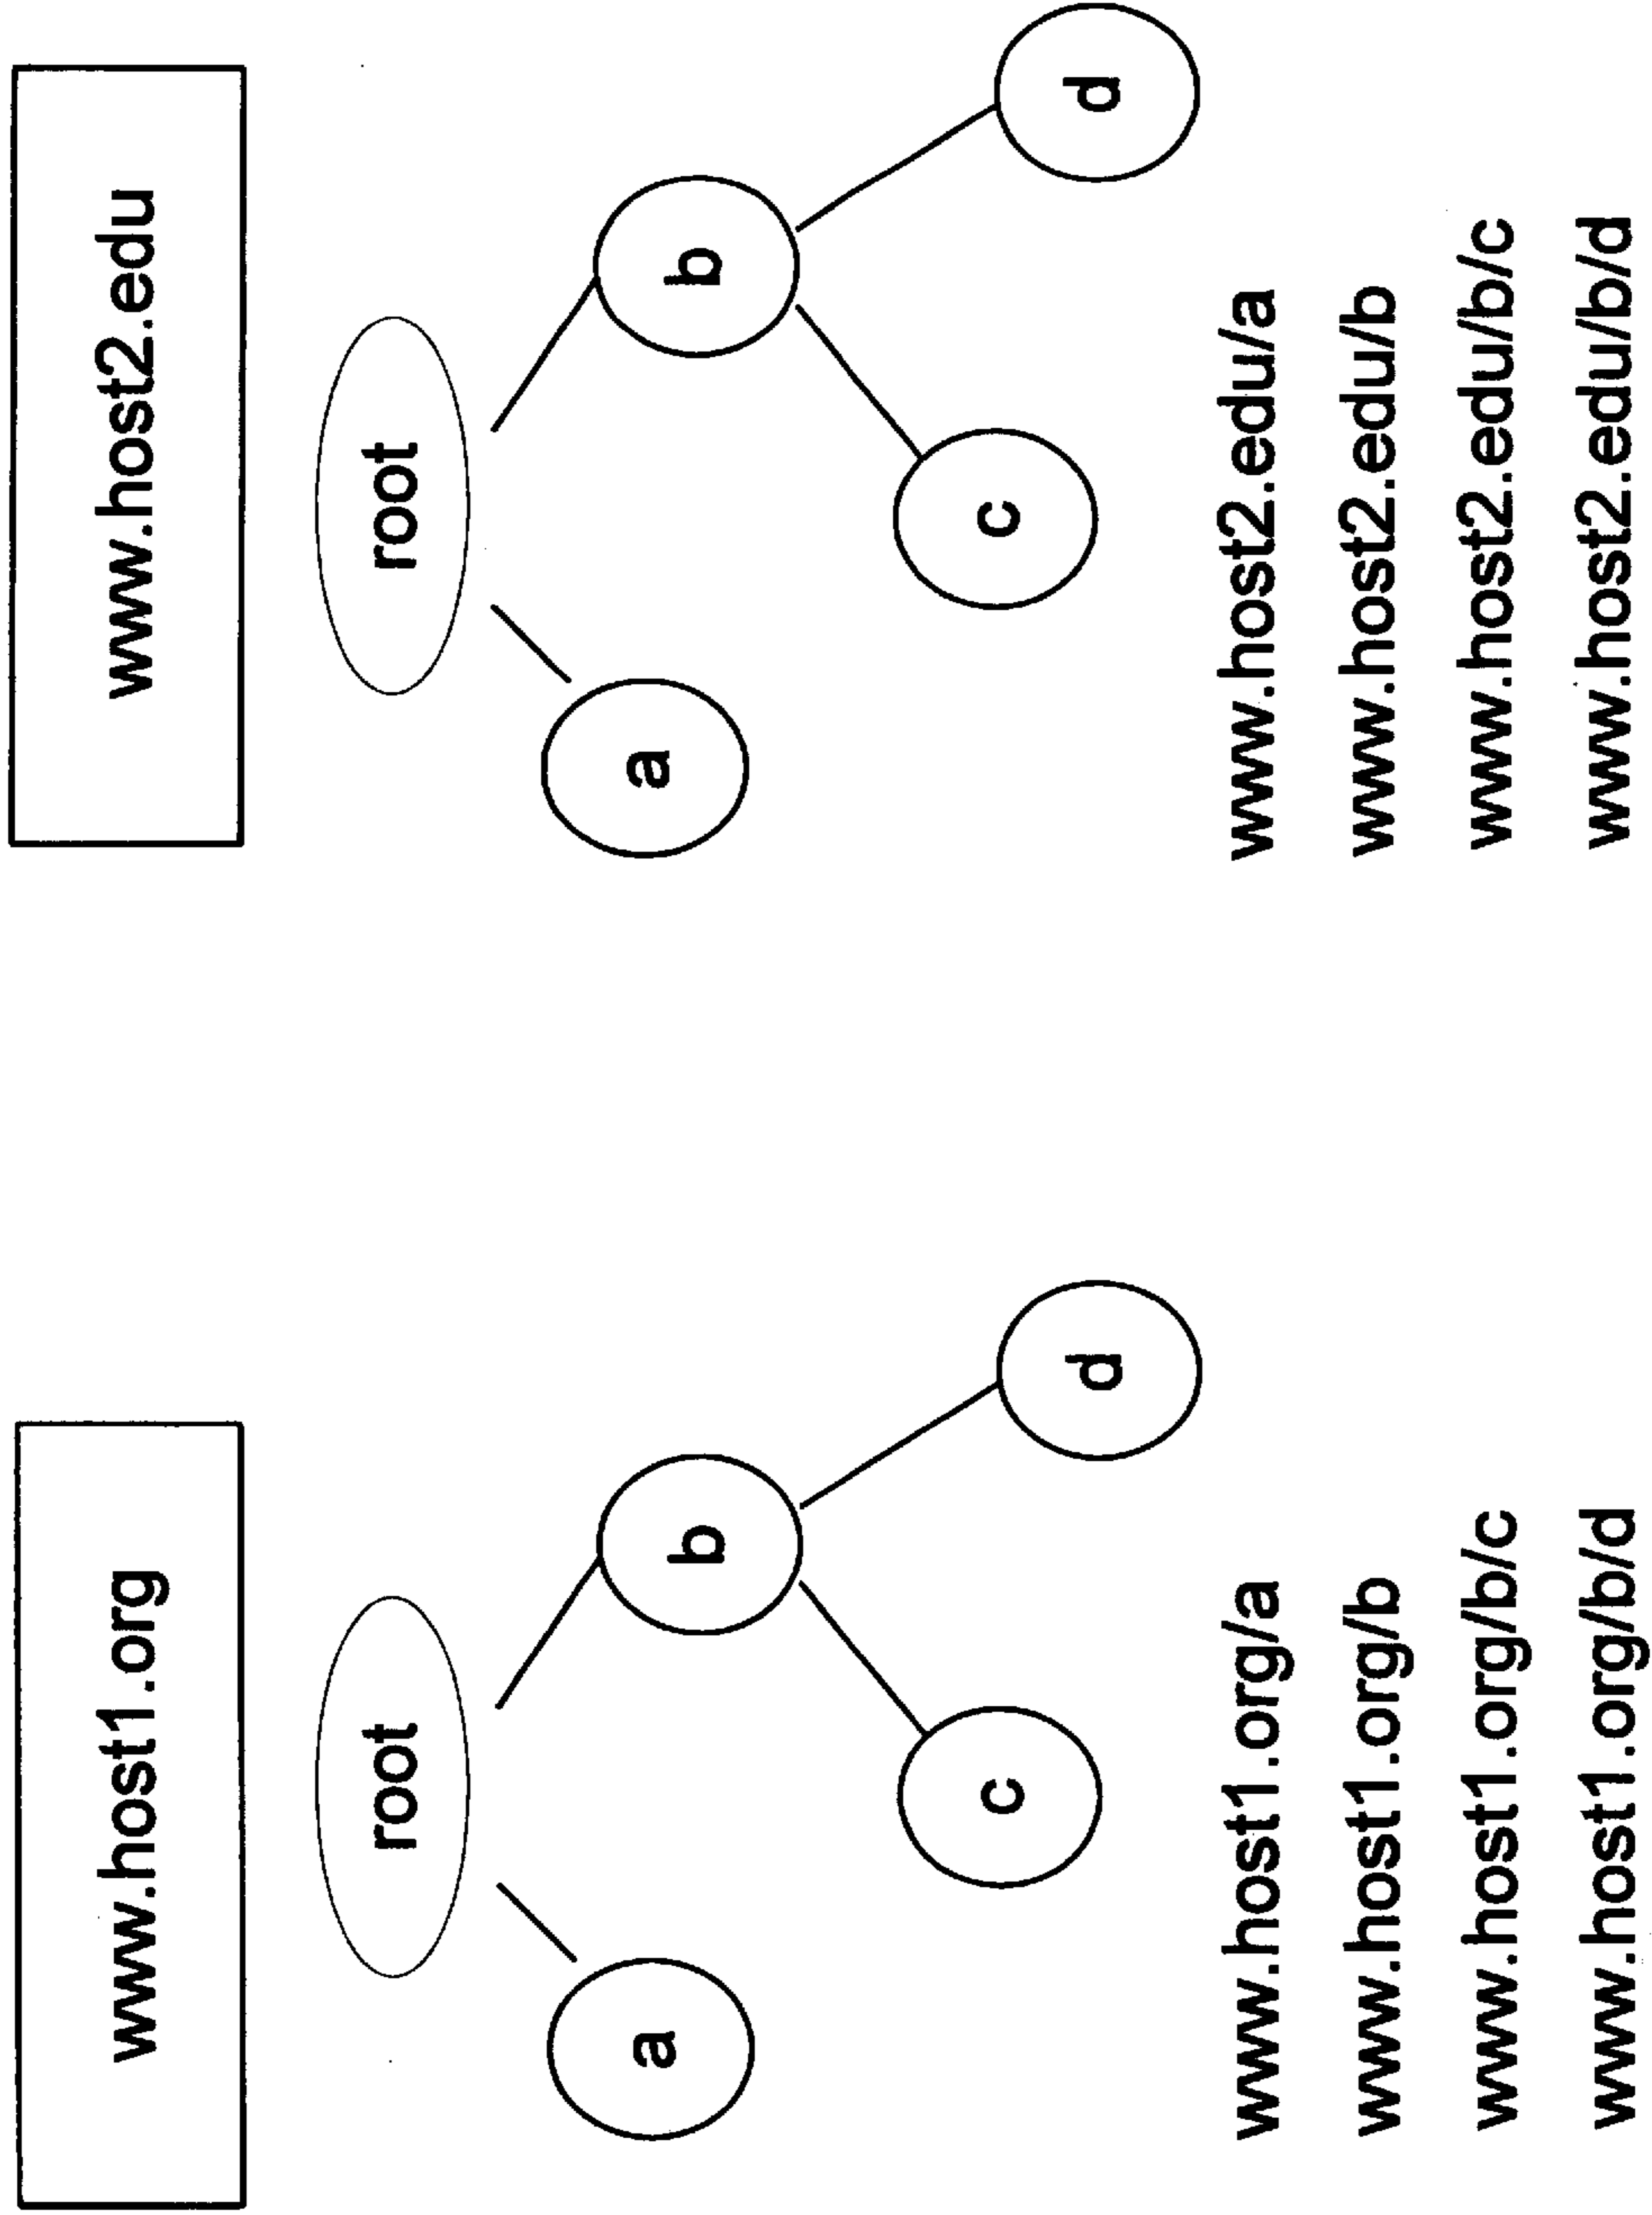 www.host1.org
root
a
b
c
d
www.host1.org/a
www.host1.org/b
www.host1.org/b/c
www.host1.org/b/d
www.host2.edu
root
a
b
c
d
www.host2.edu/a
www.host2.edu/b
www.host2.edu/b/c
www.host2.edu/b/d